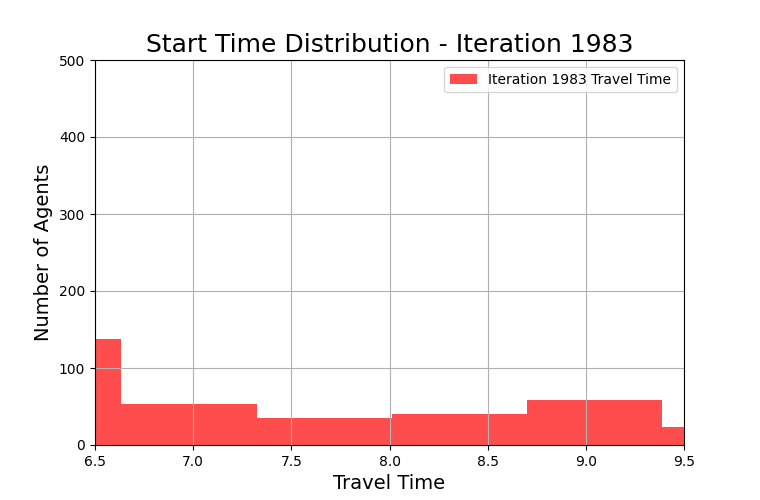 Start Time Distribution - Iteration 1983
Iteration 1983 Travel Time
Number of Agents
500
400
300
200
100
0
6.5 7.0 7.5 8.0 8.5 9.0 9.5
Travel Time